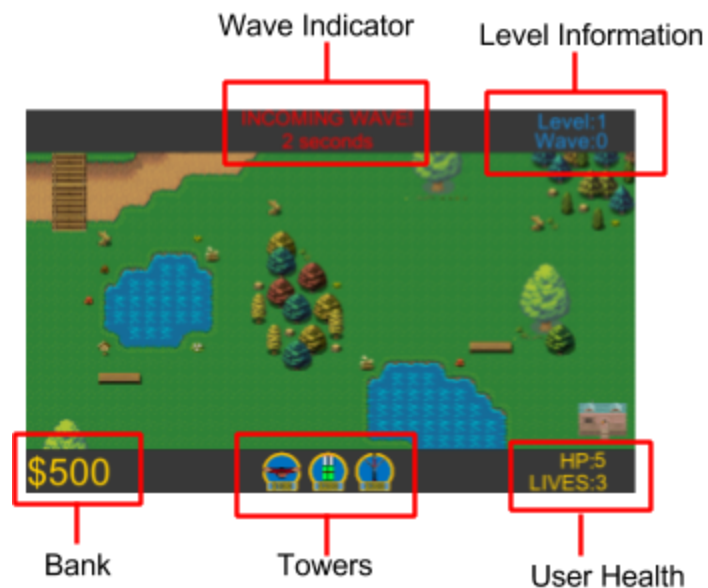 Wave Indicator
Level Information
INCOMING WAVE!
2 seconds
Level:1
Wave:0
$500
HP:5
LIVES:3
Bank
Towers
User Health